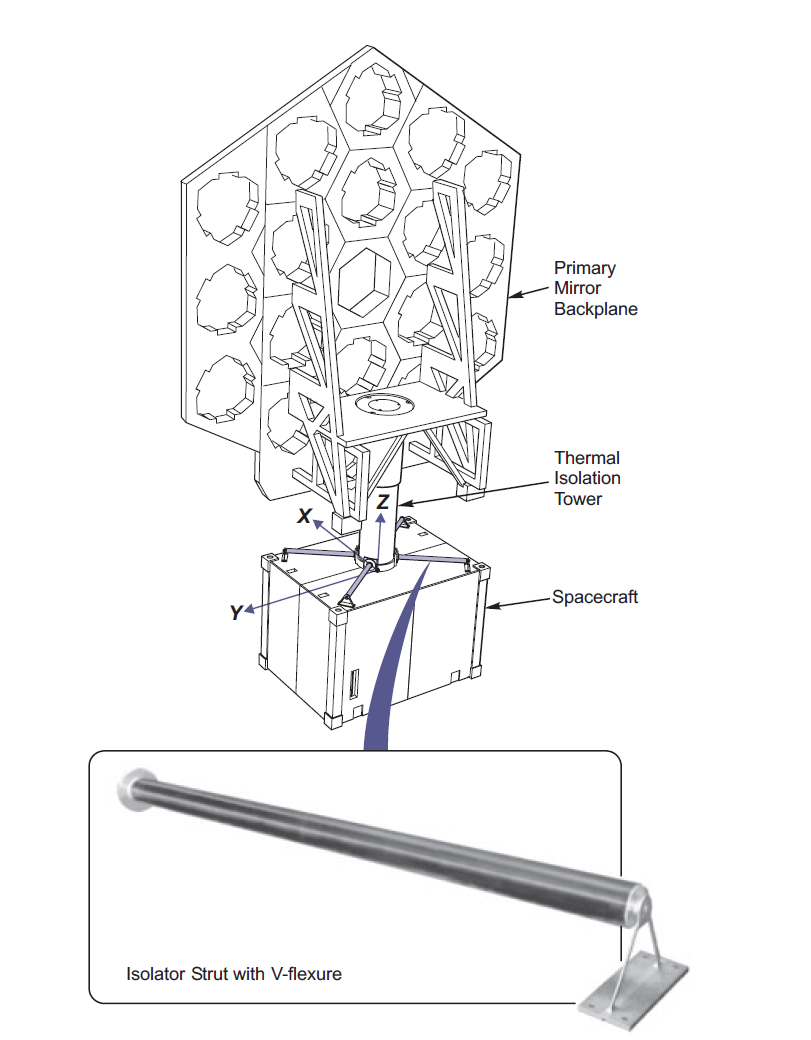 Primary
Mirror
Backplane
Thermal
Isolation
Tower
Z
X
Spacecraft
Y
Isolator Strut with V-flexure